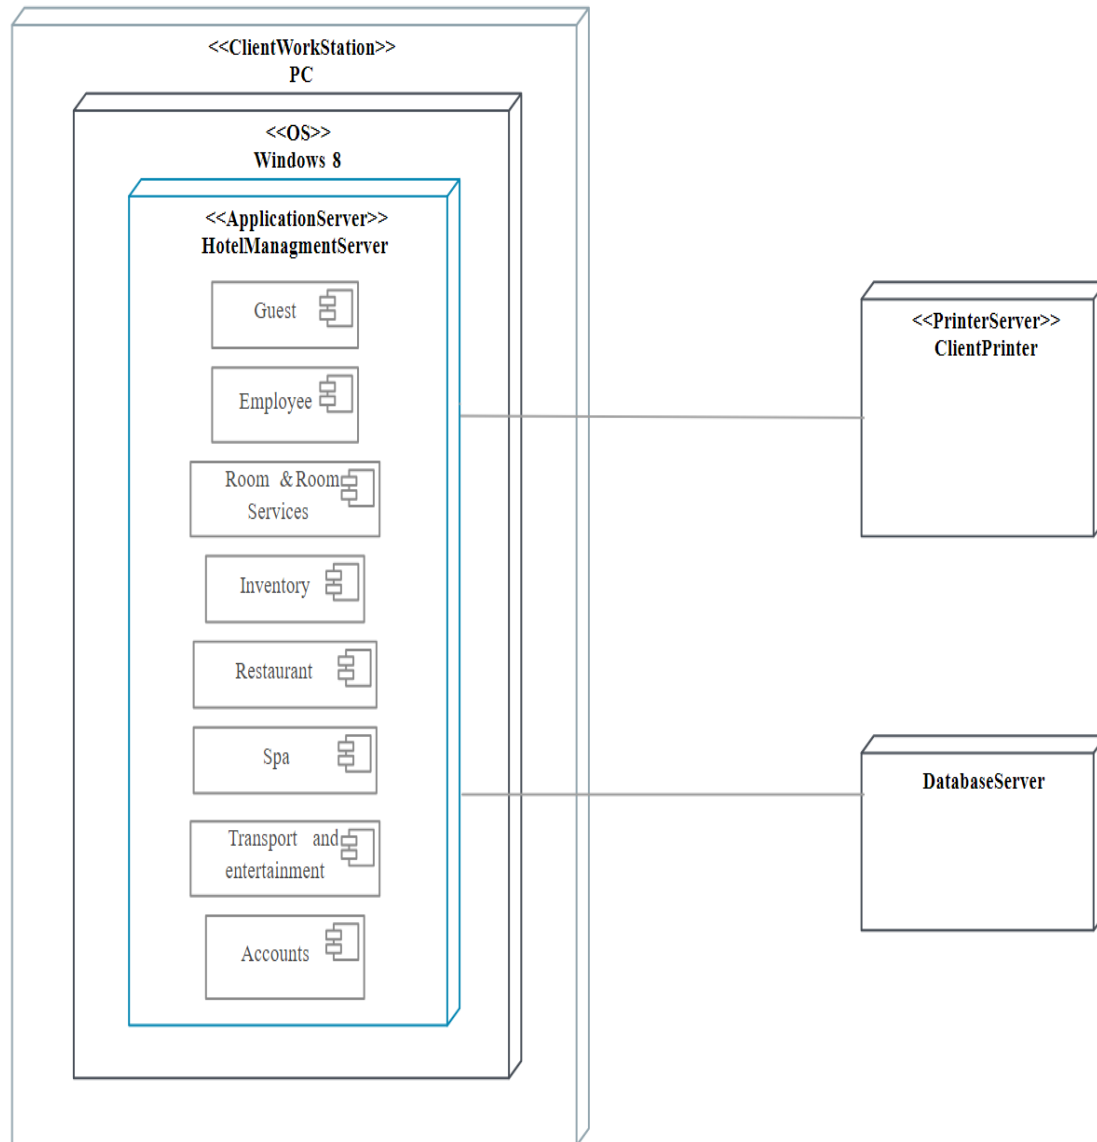 <<ClientWorkStation>>
PC
<<OS>>
Windows 8
<<ApplicationServer>>
HotelManagmentServer
Guest
Employee
Room & Room
Services
Inventory
Restaurant
Spa
Transport and
entertainment
Accounts
<<PrinterServer>>
ClientPrinter
DatabaseServer